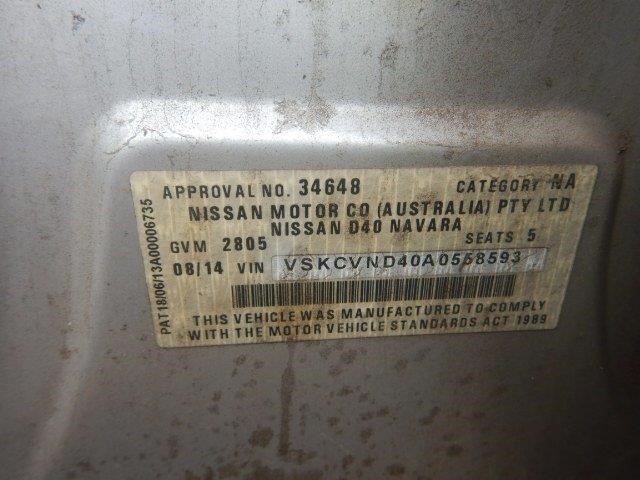 APPROVAL NO. 34648 CATEGORY NA
NISSAN MOTOR CO (AUSTRALIA) PTY LTD
NISSAN D40 NAVARA
GVM 2805 SEATS 5
08/14 VIN VSKCVND40A0558593
THIS VEHICLE WAS MANUFACTURED TO COMPLY
WITH THE MOTOR VEHICLE STANDARDS ACT 1989
PAT18/06/13A00006735